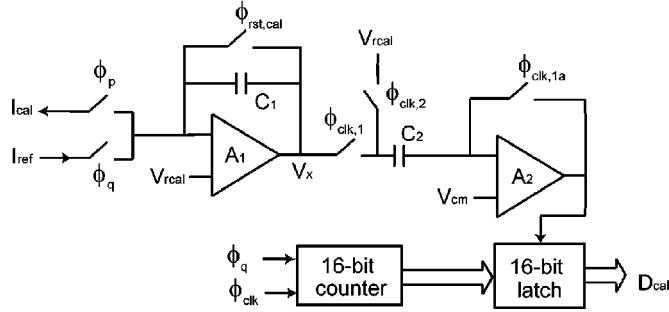 ϕrst,cal
Vrcal
ϕp
C1
ϕclk,2
ϕclk,1a
Ical
ϕclk,1
C2
Iref
A1
A2
ϕq
Vrcal
Vx
Vcm
ϕq
16-bit
counter
16-bit
latch
ϕclk
Dcal